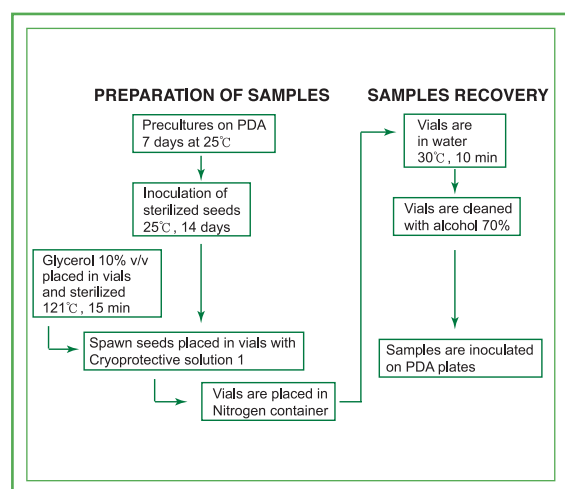 PREPARATION OF SAMPLES
Precultures on PDA
7 days at 25℃
Inoculation of
sterilized seeds
25℃, 14 days
Glycerol 10% v/v
placed in vials
and sterilized
121℃, 15 min
Spawn seeds placed in vials with
Cryoprotective solution 1
Vials are placed in
Nitrogen container
SAMPLES RECOVERY
Vials are
in water
30℃, 10 min
Vials are cleaned
with alcohol 70%
Samples are inoculated
on PDA plates